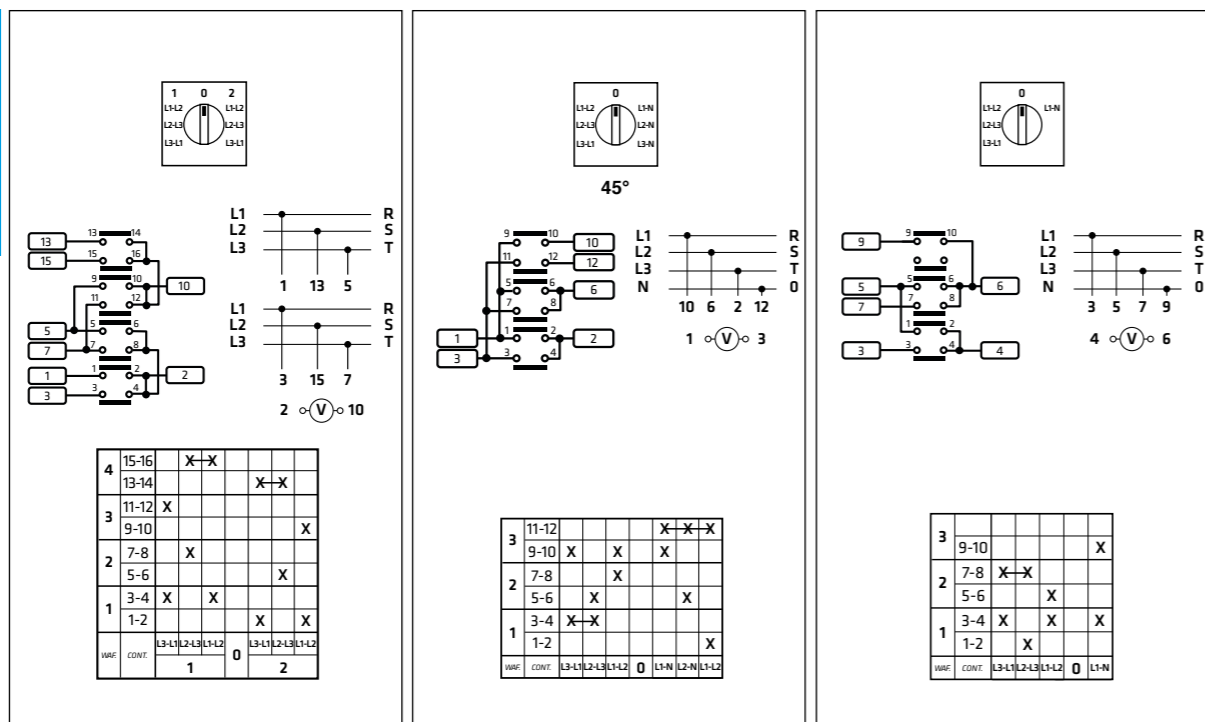 1 0 2
L1-L2 L1-L2
L2-L3 L2-L3
L3-L1 L3-L1
L1 R
L2 S
L3 T
1 13 5
L1 R
L2 S
L3 T
3 15 7
2 V 10
13 13 14
15 15 16
9 10 10
11 12
5 5 6
7 7 8
1 1 2 2
3 3 4
4 15-16 X X
13-14 X X
3 11-12 X
9-10 X
2 7-8 X
5-6 X
1 3-4 X X
1-2 X X
WAF. CONT. L3-L1 L2-L3 L1-L2 0 L3-L1 L2-L3 L1-L2
1 2
0
L1-L2 L1-N
L2-L3 L2-N
L3-L1 L3-N
45°
9 10 10
11 12 12
5 6 6
7 8
1 1 2 2
3 3 4
L1 R
L2 S
L3 T
N 0
10 6 2 12
1 V 3
3 11-12 X X X
9-10 X X X
2 7-8 X
5-6 X X
1 3-4 X X
1-2 X
WAF. CONT. L3-L1 L2-L3 L1-L2 0 L1-N L2-N L1-L2
0
L1-L2 L1-N
L2-L3
L3-L1
9 9 10
5 5 6 6
7 7 8
1 2
3 3 4 4
L1 R
L2 S
L3 T
N 0
3 5 7 9
4 V 6
3
9-10 X
2 7-8 X X
5-6 X
1 3-4 X X X
1-2 X
WAF. CONT. L3-L1 L2-L3 L1-L2 0 L1-N